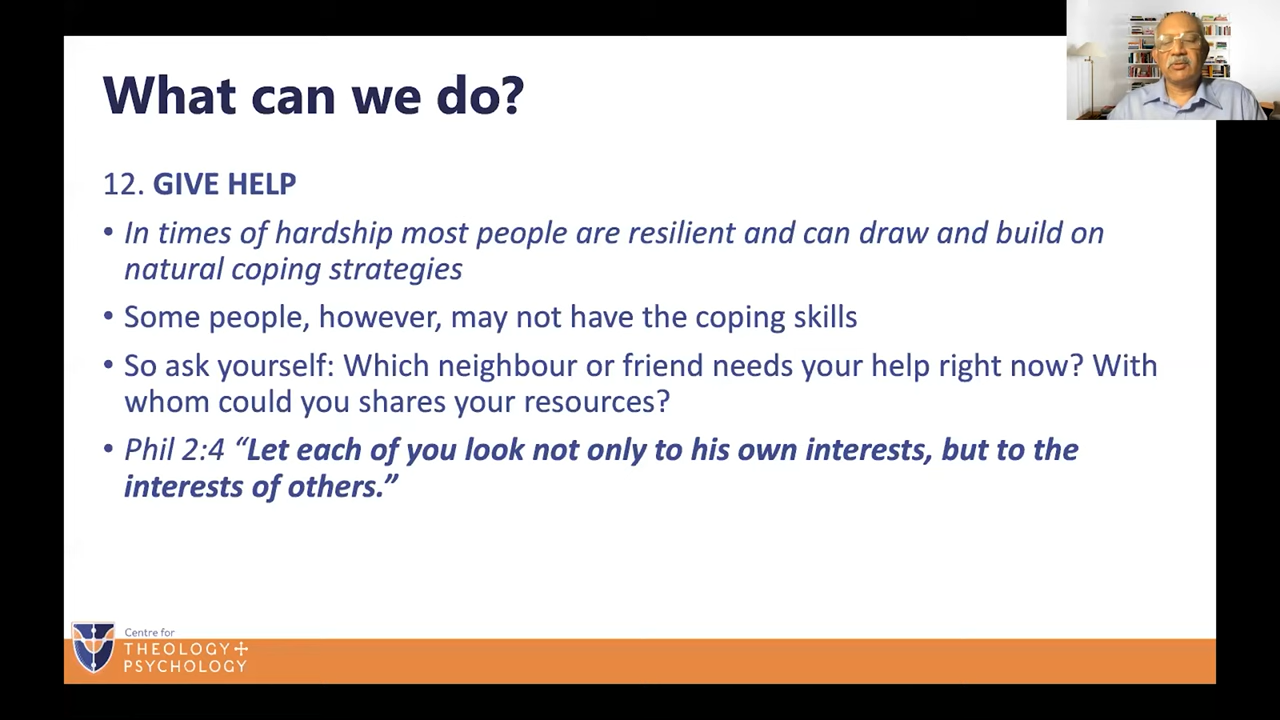 What can we do?
12. GIVE HELP
• In times of hardship most people are resilient and can draw and build on
natural coping strategies
• Some people, however, may not have the coping skills
• So ask yourself: Which neighbour or friend needs your help right now? With
whom could you shares your resources?
• Phil 2:4 “Let each of you look not only to his own interests, but to the
interests of others.”
Centre for
THEOLOGY+
PSYCHOLOGY